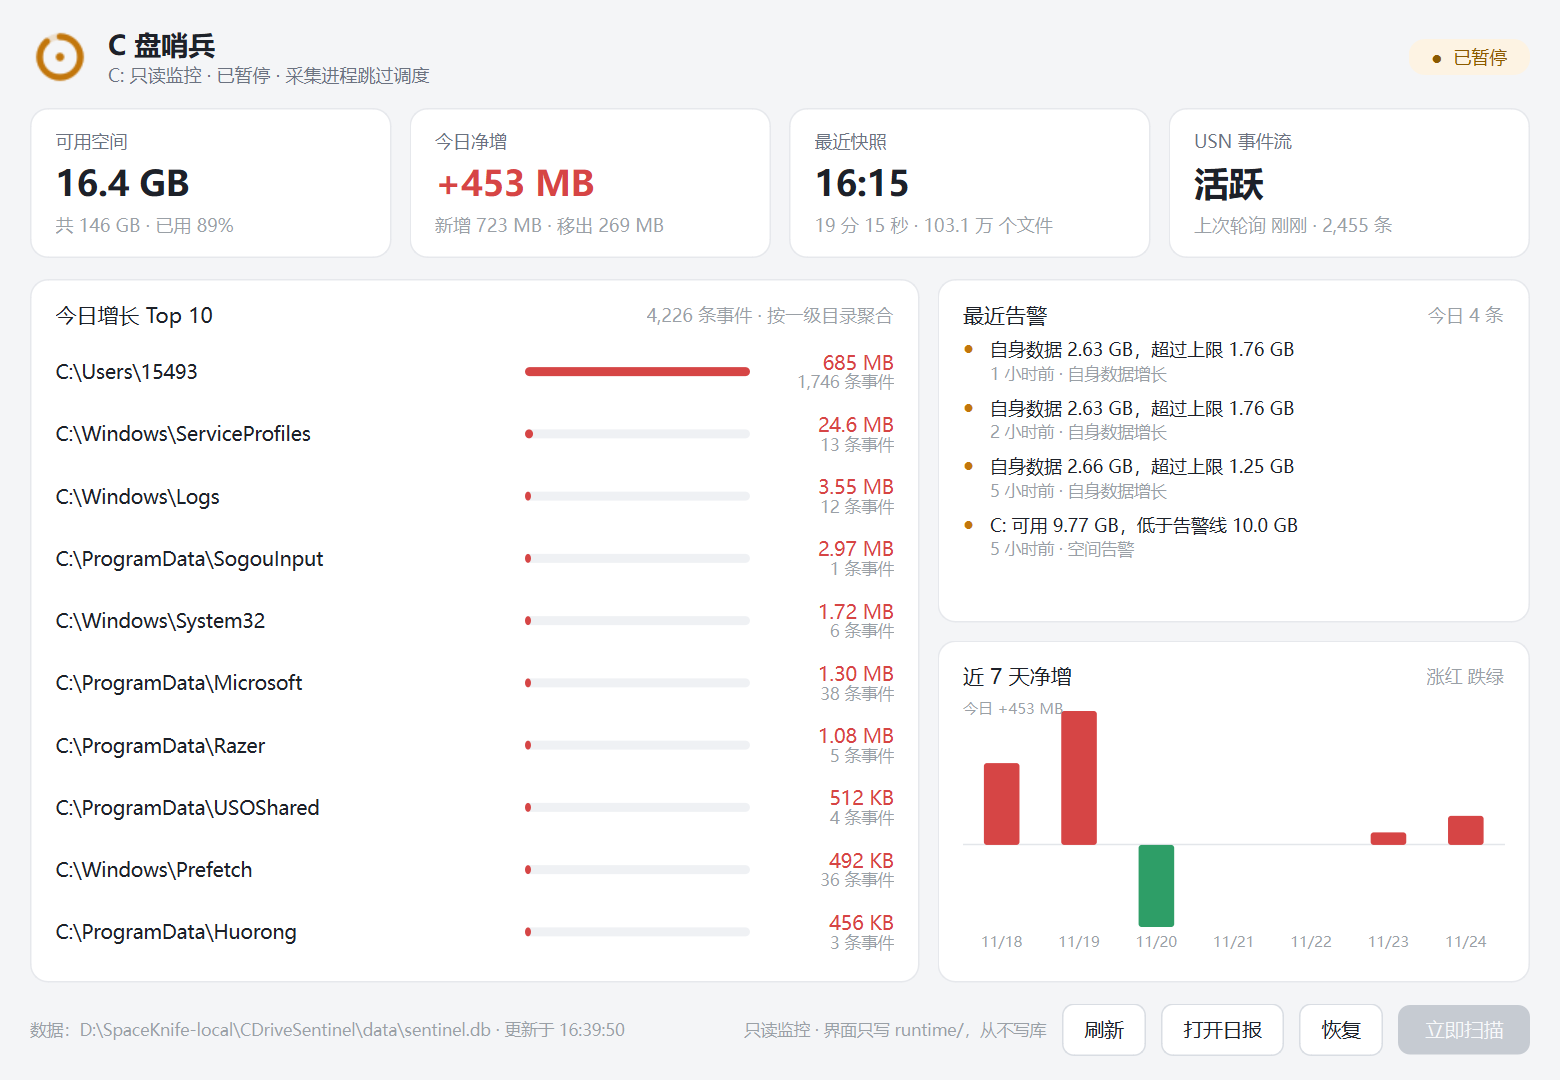 C 盘哨兵
C: 只读监控 · 已暂停 · 采集进程跳过调度
● 已暂停
可用空间
16.4 GB
共 146 GB · 已用 89%
今日净增
+453 MB
新增 723 MB · 移出 269 MB
最近快照
16:15
19 分 15 秒 · 103.1 万 个文件
USN 事件流
活跃
上次轮询 刚刚 · 2,455 条
今日增长 Top 10
4,226 条事件 · 按一级目录聚合
C:\Users\15493
685 MB
1,746 条事件
C:\Windows\ServiceProfiles
24.6 MB
13 条事件
C:\Windows\Logs
3.55 MB
12 条事件
C:\ProgramData\SogouInput
2.97 MB
1 条事件
C:\Windows\System32
1.72 MB
6 条事件
C:\ProgramData\Microsoft
1.30 MB
38 条事件
C:\ProgramData\Razer
1.08 MB
5 条事件
C:\ProgramData\USOShared
512 KB
4 条事件
C:\Windows\Prefetch
492 KB
36 条事件
C:\ProgramData\Huorong
456 KB
3 条事件
最近告警
今日 4 条
自身数据 2.63 GB，超过上限 1.76 GB
1 小时前 · 自身数据增长
自身数据 2.63 GB，超过上限 1.76 GB
2 小时前 · 自身数据增长
自身数据 2.66 GB，超过上限 1.25 GB
5 小时前 · 自身数据增长
C: 可用 9.77 GB，低于告警线 10.0 GB
5 小时前 · 空间告警
近 7 天净增
涨红 跌绿
今日 +453 MB
11/18 11/19 11/20 11/21 11/22 11/23 11/24
数据：D:\SpaceKnife-local\CDriveSentinel\data\sentinel.db · 更新于 16:39:50
只读监控 · 界面只写 runtime/，从不写库
刷新
打开日报
恢复
立即扫描